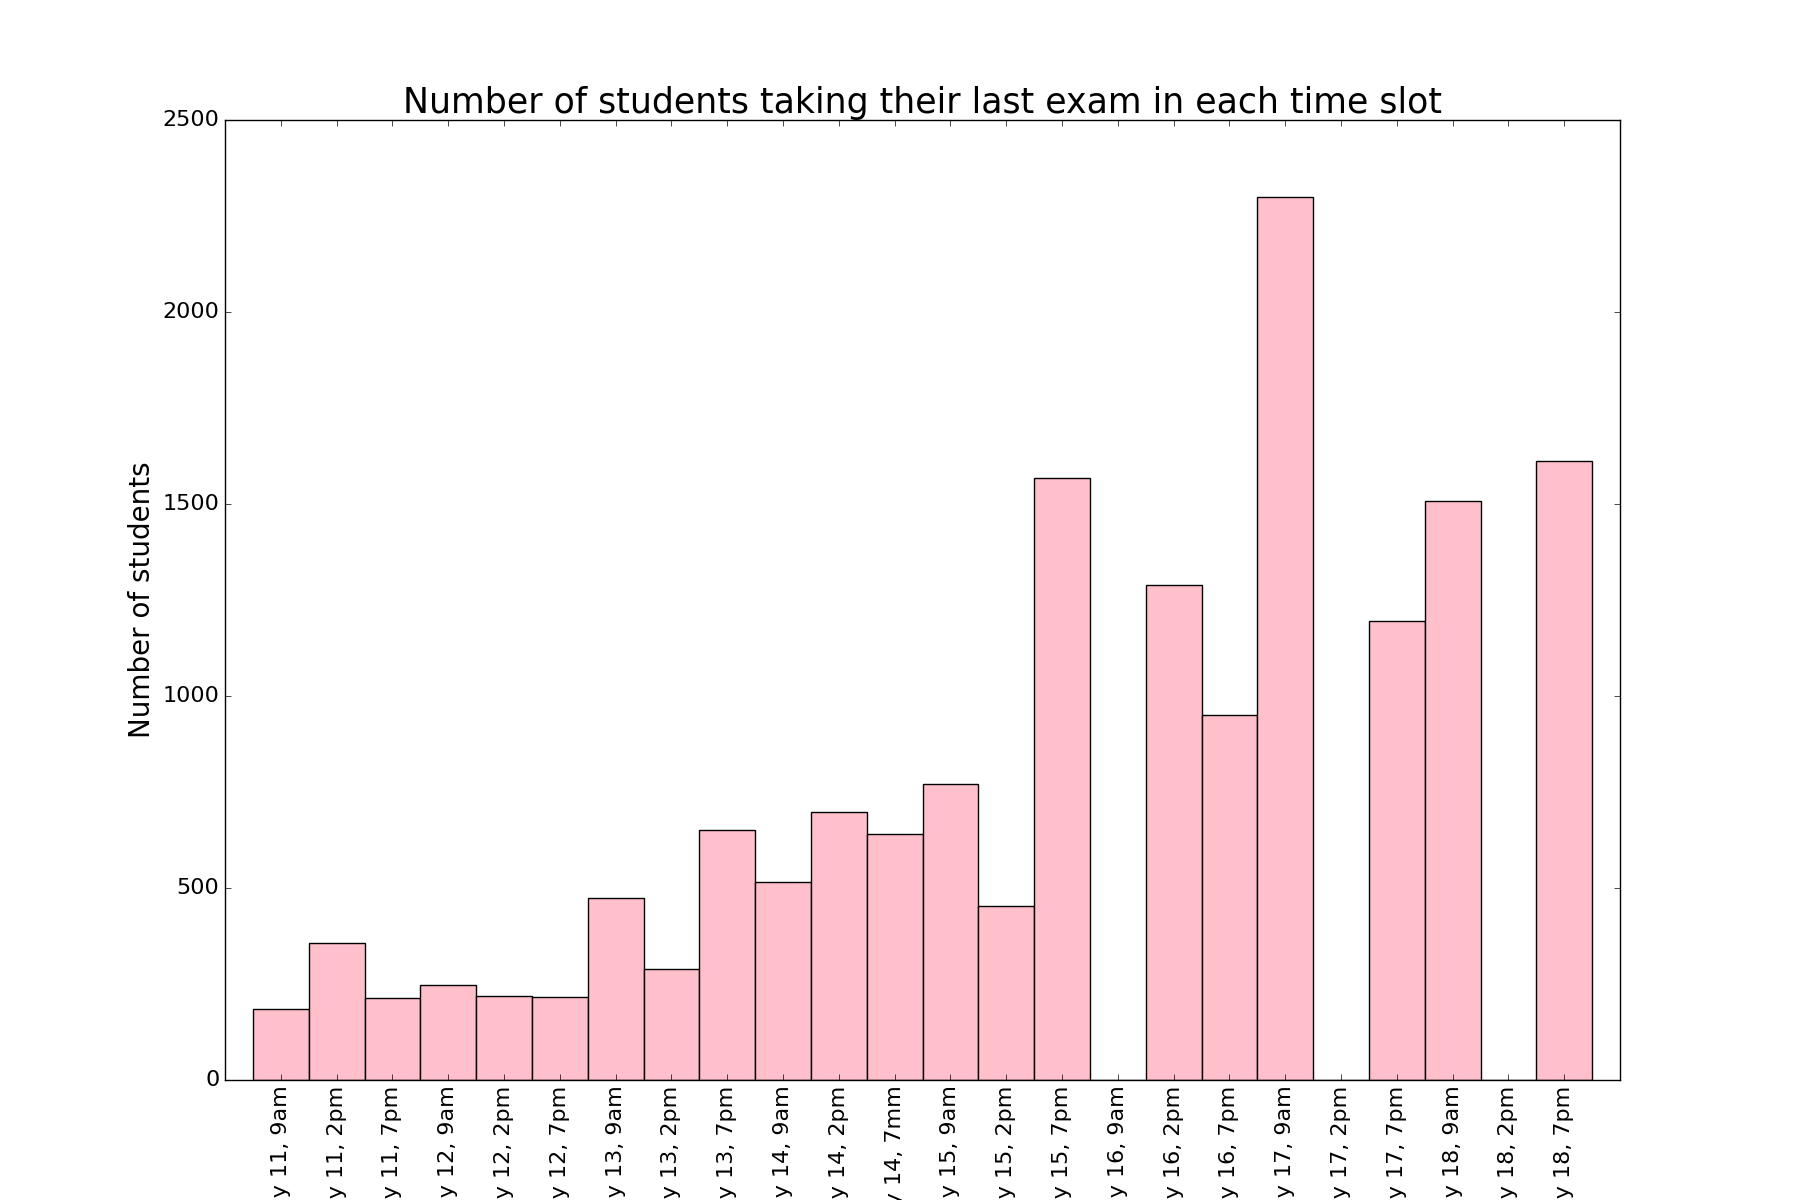 Number of students taking their last exam in each time slot
Number of students
2500
2000
1500
1000
500
0
y 11, 9am
y 11, 2pm
y 11, 7pm
y 12, 9am
y 12, 2pm
y 12, 7pm
y 13, 9am
y 13, 2pm
y 13, 7pm
y 14, 9am
y 14, 2pm
y 14, 7mm
y 15, 9am
y 15, 2pm
y 15, 7pm
y 16, 9am
y 16, 2pm
y 16, 7pm
y 17, 9am
y 17, 2pm
y 17, 7pm
y 18, 9am
y 18, 2pm
y 18, 7pm